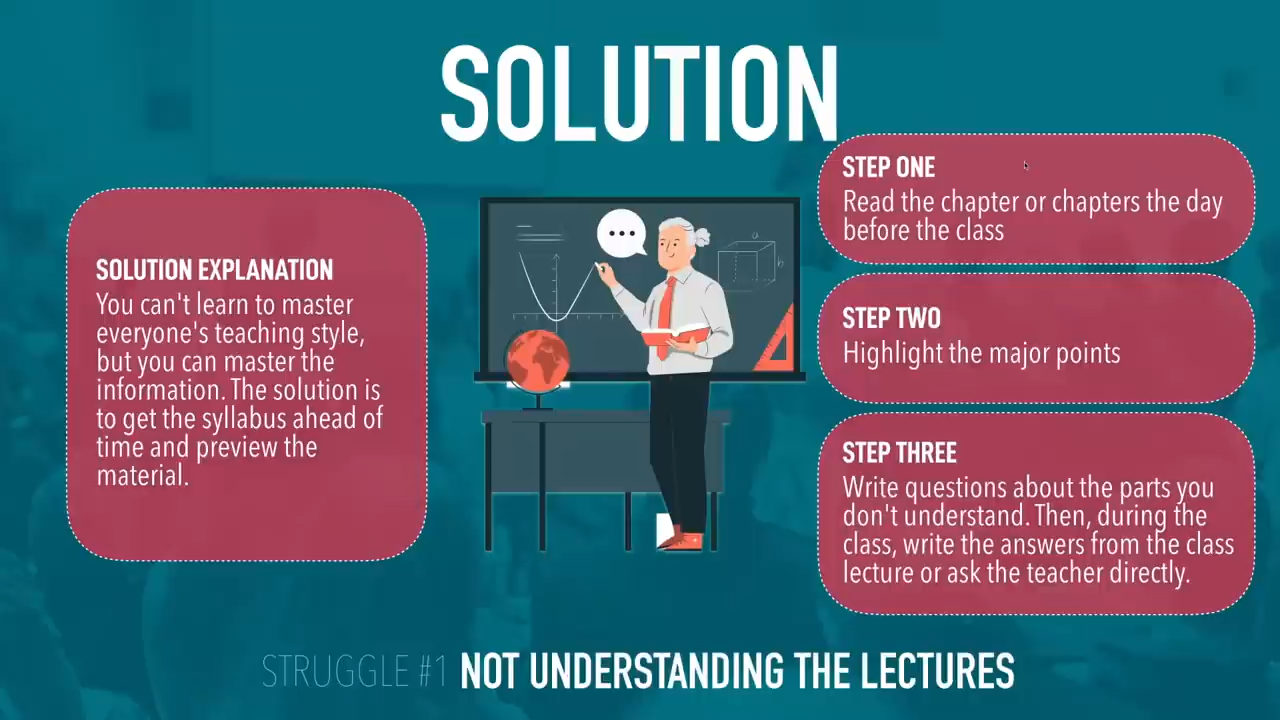 SOLUTION
SOLUTION EXPLANATION
You can't learn to master
everyone's teaching style,
but you can master the
information. The solution is
to get the syllabus ahead of
time and preview the
material.
STEP ONE
Read the chapter or chapters the day
before the class
STEP TWO
Highlight the major points
STEP THREE
Write questions about the parts you
don't understand. Then, during the
class, write the answers from the class
lecture or ask the teacher directly.
STRUGGLE #1 NOT UNDERSTANDING THE LECTURES